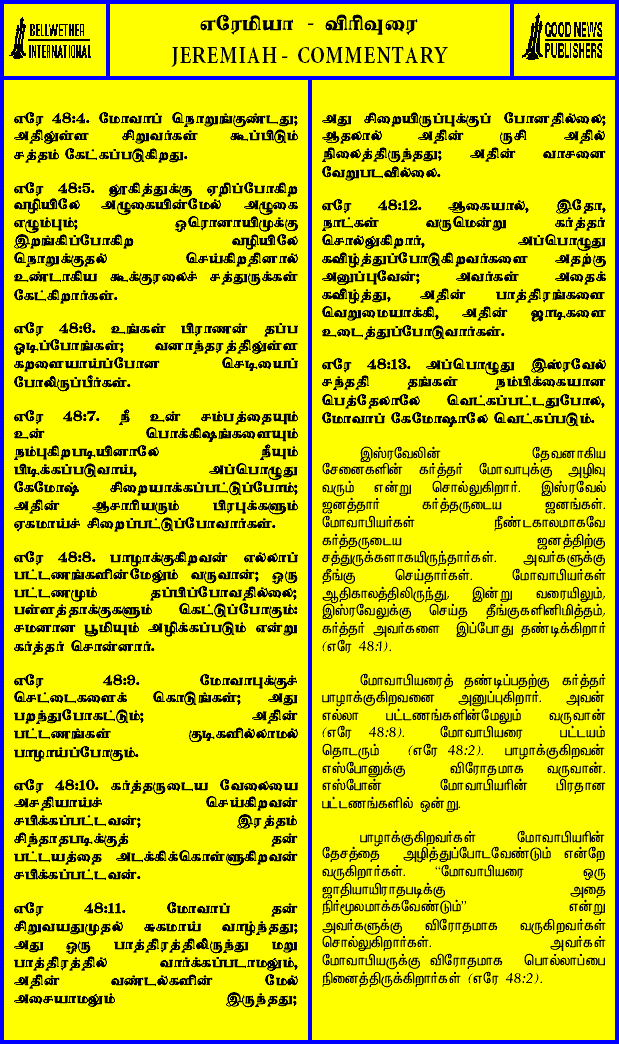 BELLWETHER
INTERNATIONAL
எரேமியா - விரிவுரை
JEREMIAH - COMMENTARY
GOOD NEWS
PUBLISHERS
எரே 48:4. மோவாப் நொறுங்குண்டது;
அதிலுள்ள சிறுவர்கள் கூப்பிடும்
சத்தம் கேட்கப்படுகிறது.
எரே 48:5. லூகித்துக்கு ஏறிப்போகிற
வழியிலே அழுகையின்மேல் அழுகை
எழும்பும்; ஒரொனாயிமுக்கு
இறங்கிப்போகிற வழியிலே
நொறுக்குதல் செய்கிறதினால்
உண்டாகிய கூக்குரலைச் சத்துருக்கள்
கேட்கிறார்கள்.
எரே 48:6. உங்கள் பிராணன் தப்ப
ஓடிப்போங்கள்; வனாந்தரத்திலுள்ள
கறளையாய்ப்போன செடியைப்
போலிருப்பீர்கள்.
எரே 48:7. நீ உன் சம்பத்தையும்
உன் பொக்கிஷங்களையும்
நம்புகிறபடியினாலே நீயும்
பிடிக்கப்படுவாய், அப்பொழுது
கேமோஷ் சிறையாக்கப்பட்டுப்போம்;
அதின் ஆசாரியரும் பிரபுக்களும்
ஏகமாய்ச் சிறைப்பட்டுப்போவார்கள்.
எரே 48:8. பாழாக்குகிறவன் எல்லாப்
பட்டணங்களின்மேலும் வருவான்; ஒரு
பட்டணமும் தப்பிப்போவதில்லை;
பள்ளத்தாக்குகளும் கெட்டுப்போகும்:
சமனான பூமியும் அழிக்கப்படும் என்று
கர்த்தர் சொன்னார்.
எரே 48:9. மோவாபுக்குச்
செட்டைகளைக் கொடுங்கள்; அது
பறந்துபோகட்டும்; அதின்
பட்டணங்கள் குடிகளில்லாமல்
பாழாய்ப்போகும்.
எரே 48:10. கர்த்தருடைய வேலையை
அசதியாய்ச் செய்கிறவன்
சபிக்கப்பட்டவன்; இரத்தம்
சிந்தாதபடிக்குத் தன்
பட்டயத்தை அடக்கிக்கொள்ளுகிறவன்
சபிக்கப்பட்டவன்.
எரே 48:11. மோவாப் தன்
சிறுவயதுமுதல் சுகமாய் வாழ்ந்தது;
அது ஒரு பாத்திரத்திலிருந்து மறு
பாத்திரத்தில் வார்க்கப்படாமலும்,
அதின் வண்டல்களின் மேல்
அசையாமலும் இருந்தது;
அது சிறையிருப்புக்குப் போனதில்லை;
ஆதலால் அதின் ருசி அதில்
நிலைத்திருந்தது; அதின் வாசனை
வேறுபடவில்லை.
எரே 48:12. ஆகையால், இதோ,
நாட்கள் வருமென்று கர்த்தர்
சொல்லுகிறார், அப்பொழுது
கவிழ்த்துப்போடுகிறவர்களை அதற்கு
அனுப்புவேன்; அவர்கள் அதைக்
கவிழ்த்து, அதின் பாத்திரங்களை
வெறுமையாக்கி, அதின் ஜாடிகளை
உடைத்துப்போடுவார்கள்.
எரே 48:13. அப்பொழுது இஸ்ரவேல்
சந்ததி தங்கள் நம்பிக்கையான
பெத்தேலாலே வெட்கப்பட்டதுபோல,
மோவாப் கேமோஷாலே வெட்கப்படும்.
இஸ்ரவேலின் தேவனாகிய
சேனைகளின் கர்த்தர் மோவாபுக்கு அழிவு
வரும் என்று சொல்லுகிறார். இஸ்ரவேல்
ஜனத்தார் கர்த்தருடைய ஜனங்கள்.
மோவாபியர்கள் நீண்டகாலமாகவே
கர்த்தருடைய ஜனத்திற்கு
சத்துருக்களாகயிருந்தார்கள். அவர்களுக்கு
தீங்கு செய்தார்கள். மோவாபியர்கள்
ஆதிகாலத்திலிருந்து, இன்று வரையிலும்,
இஸ்ரவேலுக்கு செய்த தீங்குகளினிமித்தம்,
கர்த்தர் அவர்களை இப்போது தண்டிக்கிறார்
(எரே 48:1).
மோவாபியரைத் தண்டிப்பதற்கு கர்த்தர்
பாழாக்குகிறவனை அனுப்புகிறார். அவன்
எல்லா பட்டணங்களின்மேலும் வருவான்
(எரே 48:8). மோவாபியரை பட்டயம்
தொடரும் (எரே 48:2). பாழாக்குகிறவன்
எஸ்போனுக்கு விரோதமாக வருவான்.
எஸ்போன் மோவாபியரின் பிரதான
பட்டணங்களில் ஒன்று.
பாழாக்குகிறவர்கள் மோவாபியரின்
தேசத்தை அழித்துப்போடவேண்டும் என்றே
வருகிறார்கள். "மோவாபியரை ஒரு
ஜாதியாயிராதபடிக்கு அதை
நிர்மூலமாக்கவேண்டும்" என்று
அவர்களுக்கு விரோதமாக வருகிறவர்கள்
சொல்லுகிறார்கள். அவர்கள்
மோவாபியருக்கு விரோதமாக பொல்லாப்பை
நினைத்திருக்கிறார்கள் (எரே 48:2).